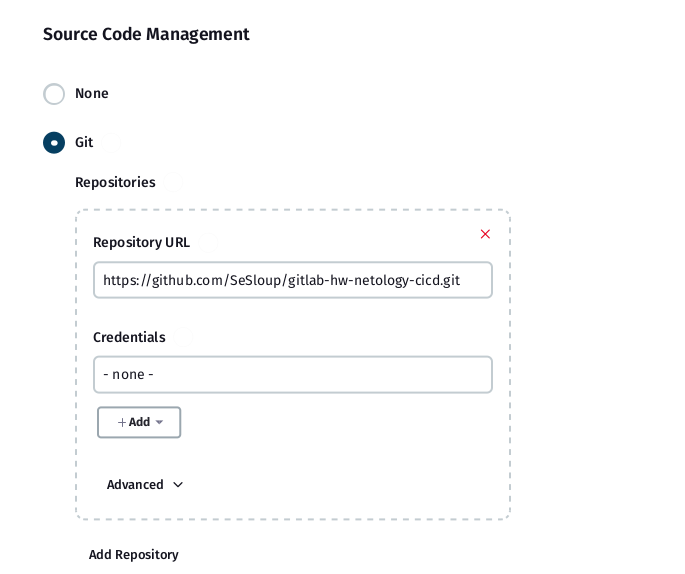 Source Code Management
None
Git
Repositories
Repository URL
https://github.com/SeSloup/gitlab-hw-netology-cicd.git
Credentials
- none -
+ Add
Advanced
Add Repository